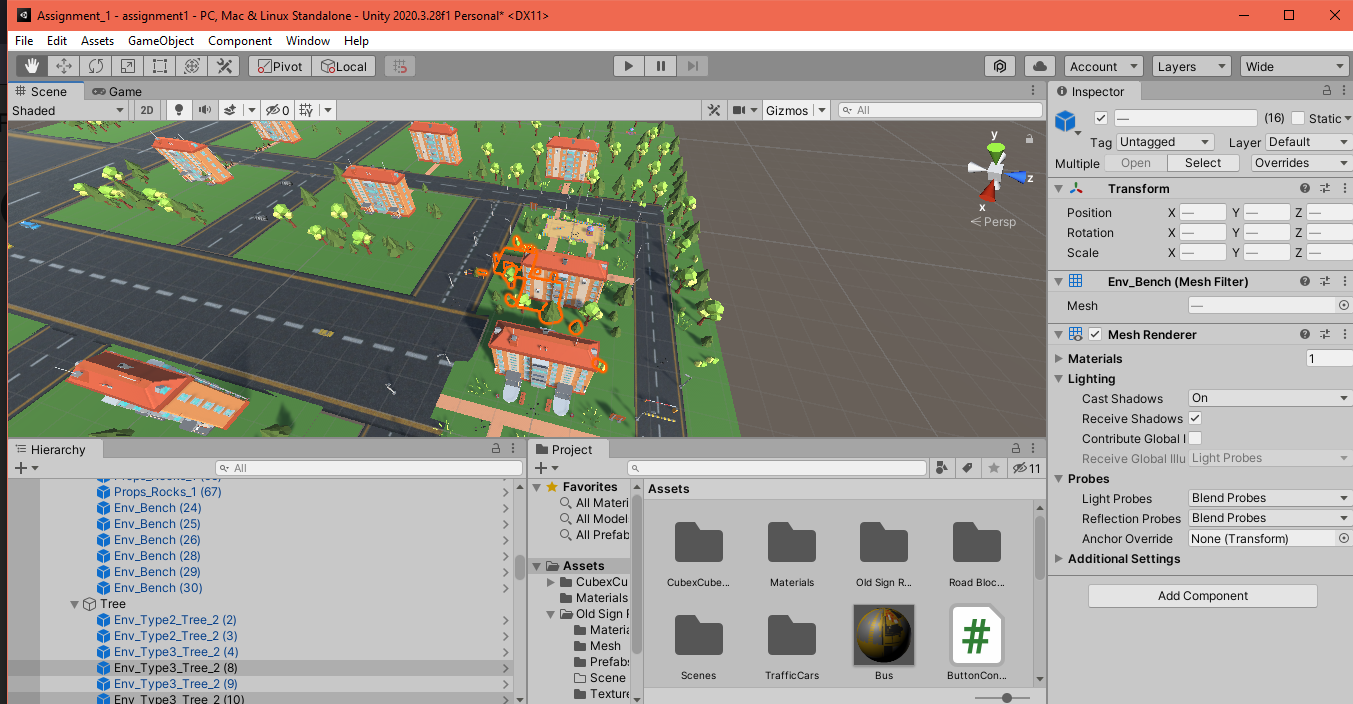 Assignment_1 - assignment1 - PC, Mac & Linux Standalone - Unity 2020.3.28f1 Personal* <DX11>
File Edit Assets GameObject Component Window Help
Pivot Local Account Layers Wide
Scene Game
Shaded 2D 0 Gizmos All
y
z
x
Persp
Inspector
— (16) Static
Tag Untagged Layer Default
Multiple Open Select Overrides
Transform
Position X — Y — Z —
Rotation X — Y — Z —
Scale X — Y — Z —
Env_Bench (Mesh Filter)
Mesh —
Mesh Renderer
Materials 1
Lighting
Cast Shadows On
Receive Shadows
Contribute Global I
Receive Global Illu Light Probes
Probes
Light Probes Blend Probes
Reflection Probes Blend Probes
Anchor Override None (Transform)
Additional Settings
Add Component
Hierarchy
All
Props_Rocks_1 (67)
Env_Bench (24)
Env_Bench (25)
Env_Bench (26)
Env_Bench (28)
Env_Bench (29)
Env_Bench (30)
Tree
Env_Type2_Tree_2 (2)
Env_Type2_Tree_2 (3)
Env_Type3_Tree_2 (4)
Env_Type3_Tree_2 (8)
Env_Type3_Tree_2 (9)
Env_Type3_Tree_2 (10)
Project
11
Favorites
All Materi
All Model
All Prefab
Assets
CubexCu
Materials
Old Sign F
Materia
Mesh
Prefabs
Scene
Texture
Assets
CubexCube... Materials Old Sign R... Road Bloc...
Scenes TrafficCars Bus ButtonCon...